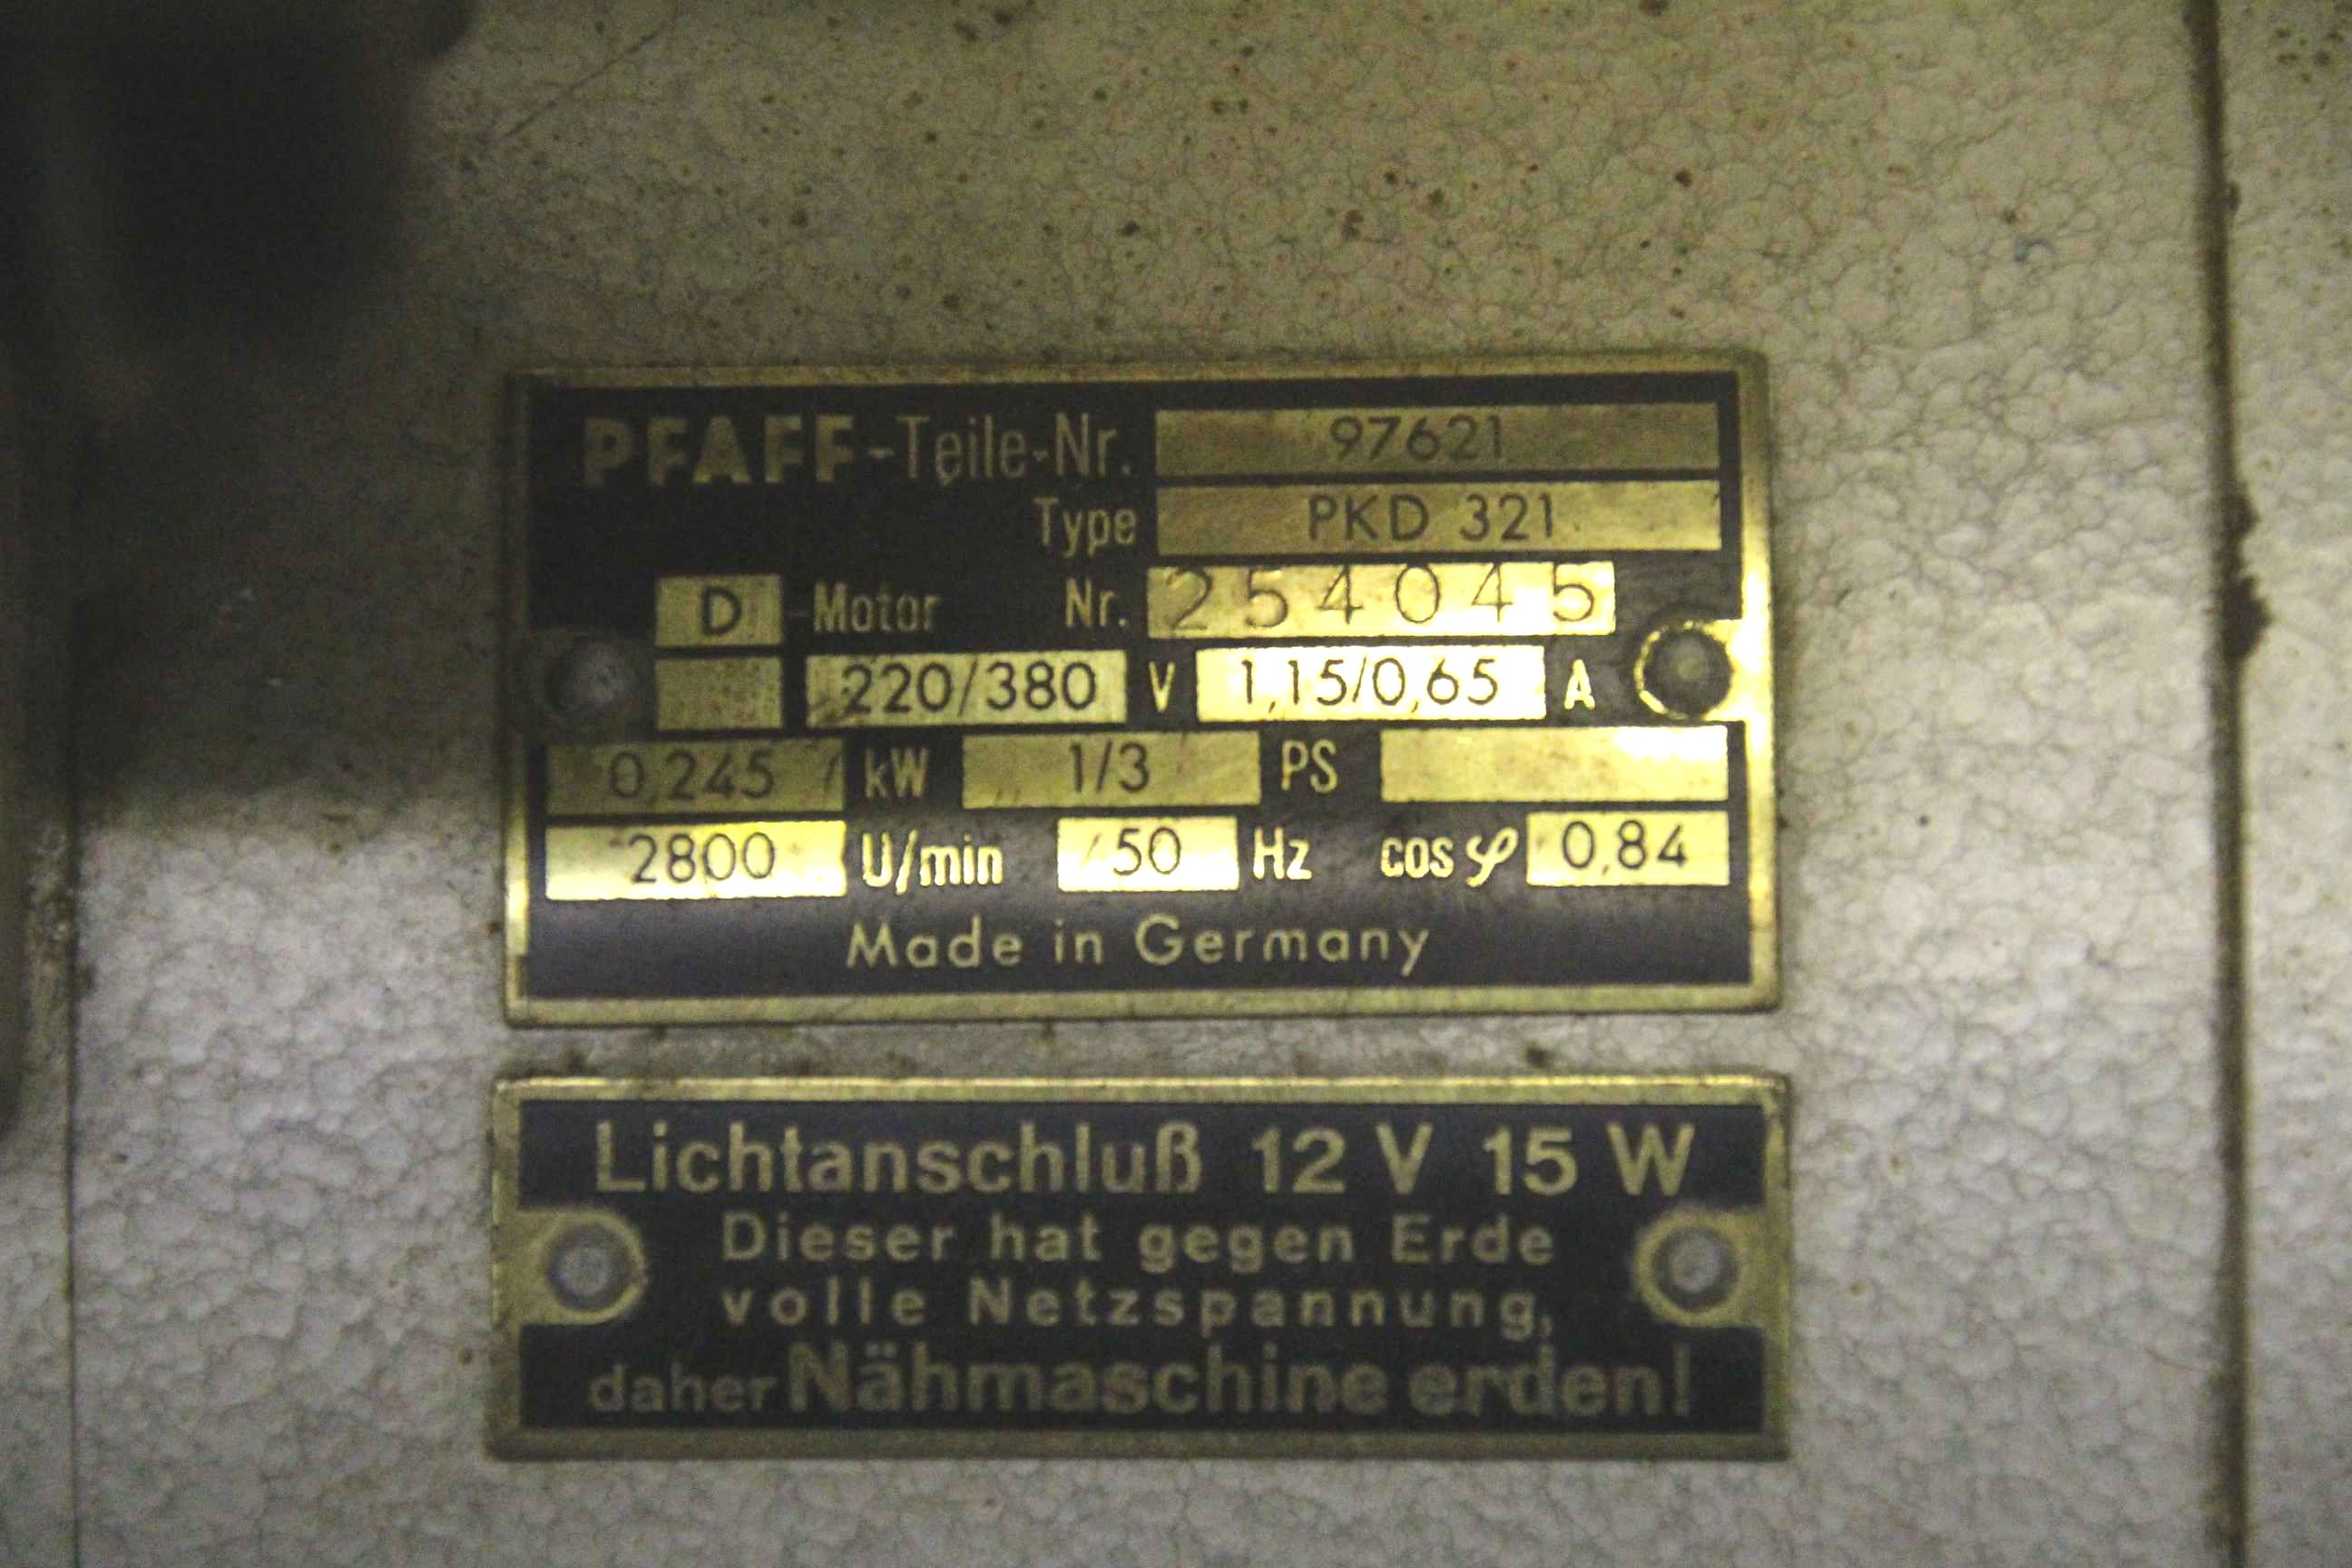 PFAFF-Teile-Nr. 97621
Type PKD 321
D -Motor Nr. 254045
220/380 V 1,15/0,65 A
0,245 kW 1/3 PS
2800 U/min 50 Hz cos φ 0,84
Made in Germany
Lichtanschluß 12 V 15 W
Dieser hat gegen Erde
volle Netzspannung,
daher Nähmaschine erden!